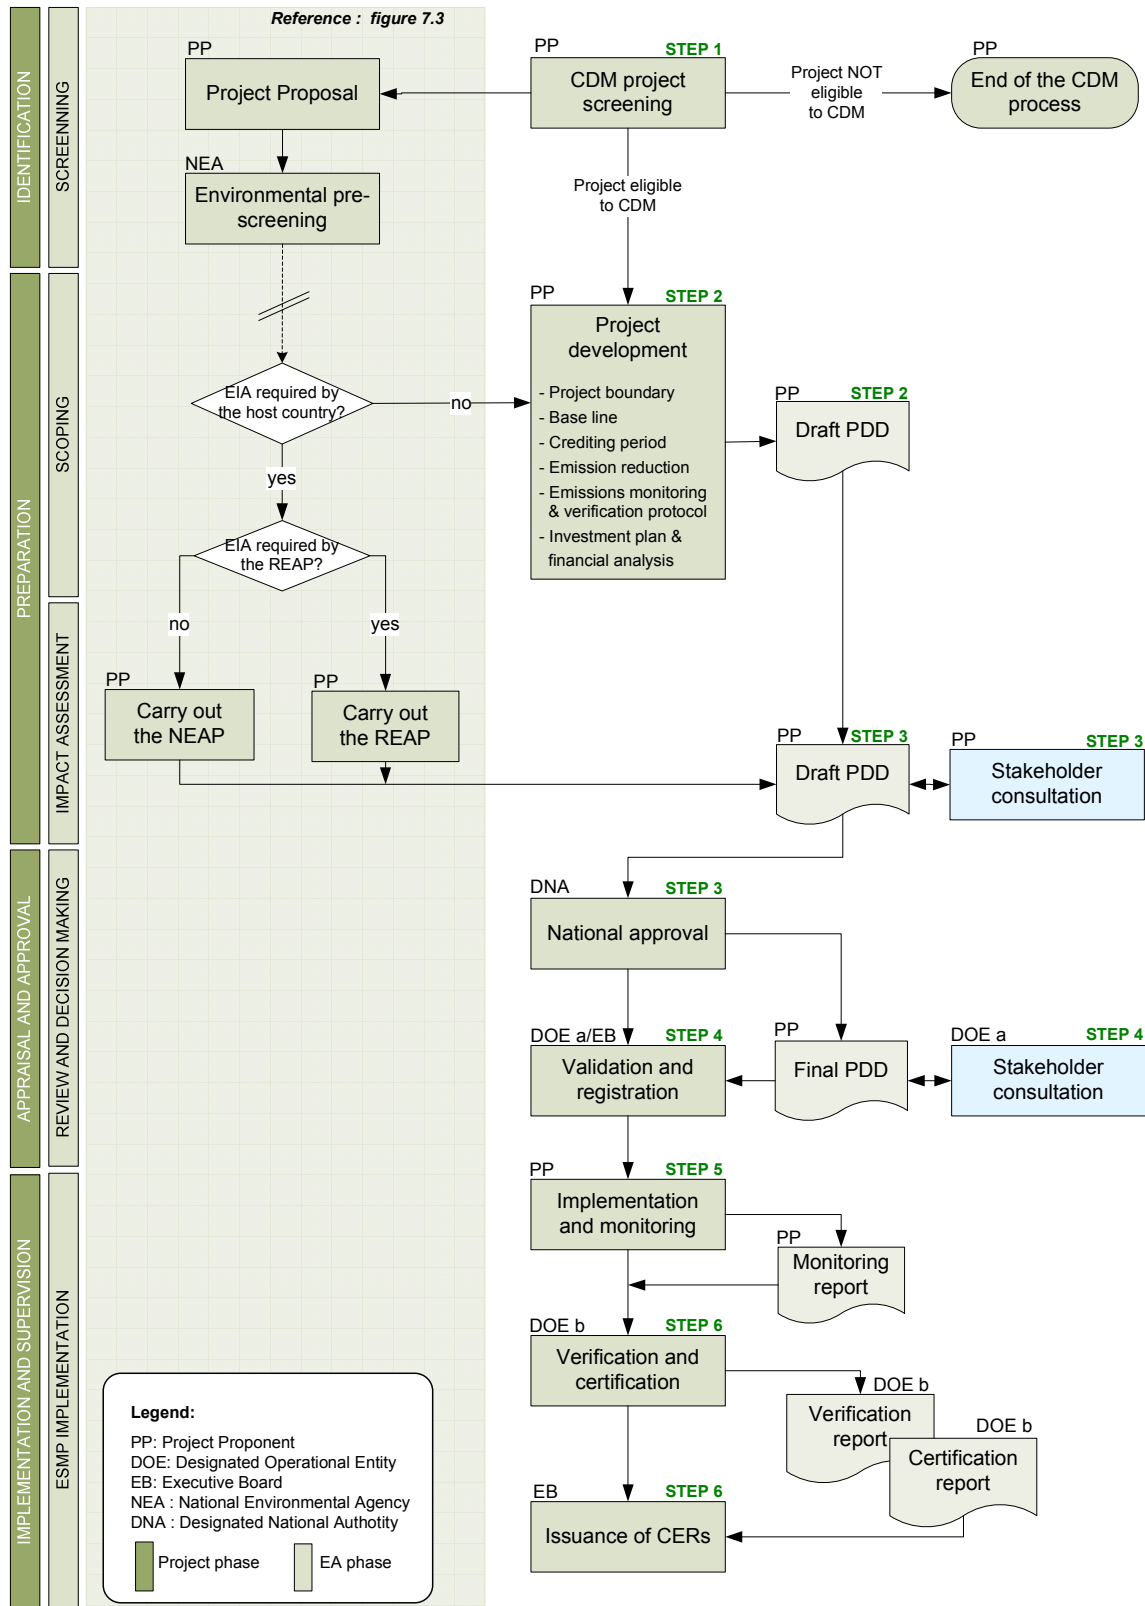 Reference : figure 7.3
IDENTIFICATION
SCREENNING
PP
Project Proposal
PP
STEP 1
CDM project
screening
Project NOT
eligible
to CDM
PP
End of the CDM
process
NEA
Environmental pre-
screening
Project eligible
to CDM
PREPARATION
SCOPING
PP
STEP 2
Project
development
- Project boundary
- Base line
- Crediting period
- Emission reduction
- Emissions monitoring
& verification protocol
- Investment plan &
financial analysis
EIA required by
the host country?
no
yes
PP
STEP 2
Draft PDD
EIA required by
the REAP?
no
yes
IMPACT ASSESSMENT
PP
Carry out
the NEAP
PP
Carry out
the REAP
PP
STEP 3
Draft PDD
PP
STEP 3
Stakeholder
consultation
APPRAISAL AND APPROVAL
REVIEW AND DECISION MAKING
DNA
STEP 3
National approval
DOE a/EB
STEP 4
Validation and
registration
PP
Final PDD
DOE a
STEP 4
Stakeholder
consultation
IMPLEMENTATION AND SUPERVISION
ESMP IMPLEMENTATION
PP
STEP 5
Implementation
and monitoring
PP
Monitoring
report
DOE b
STEP 6
Verification and
certification
DOE b
Verification
report
DOE b
Certification
report
EB
STEP 6
Issuance of CERs
Legend:
PP: Project Proponent
DOE: Designated Operational Entity
EB: Executive Board
NEA : National Environmental Agency
DNA : Designated National Authotity
Project phase
EA phase